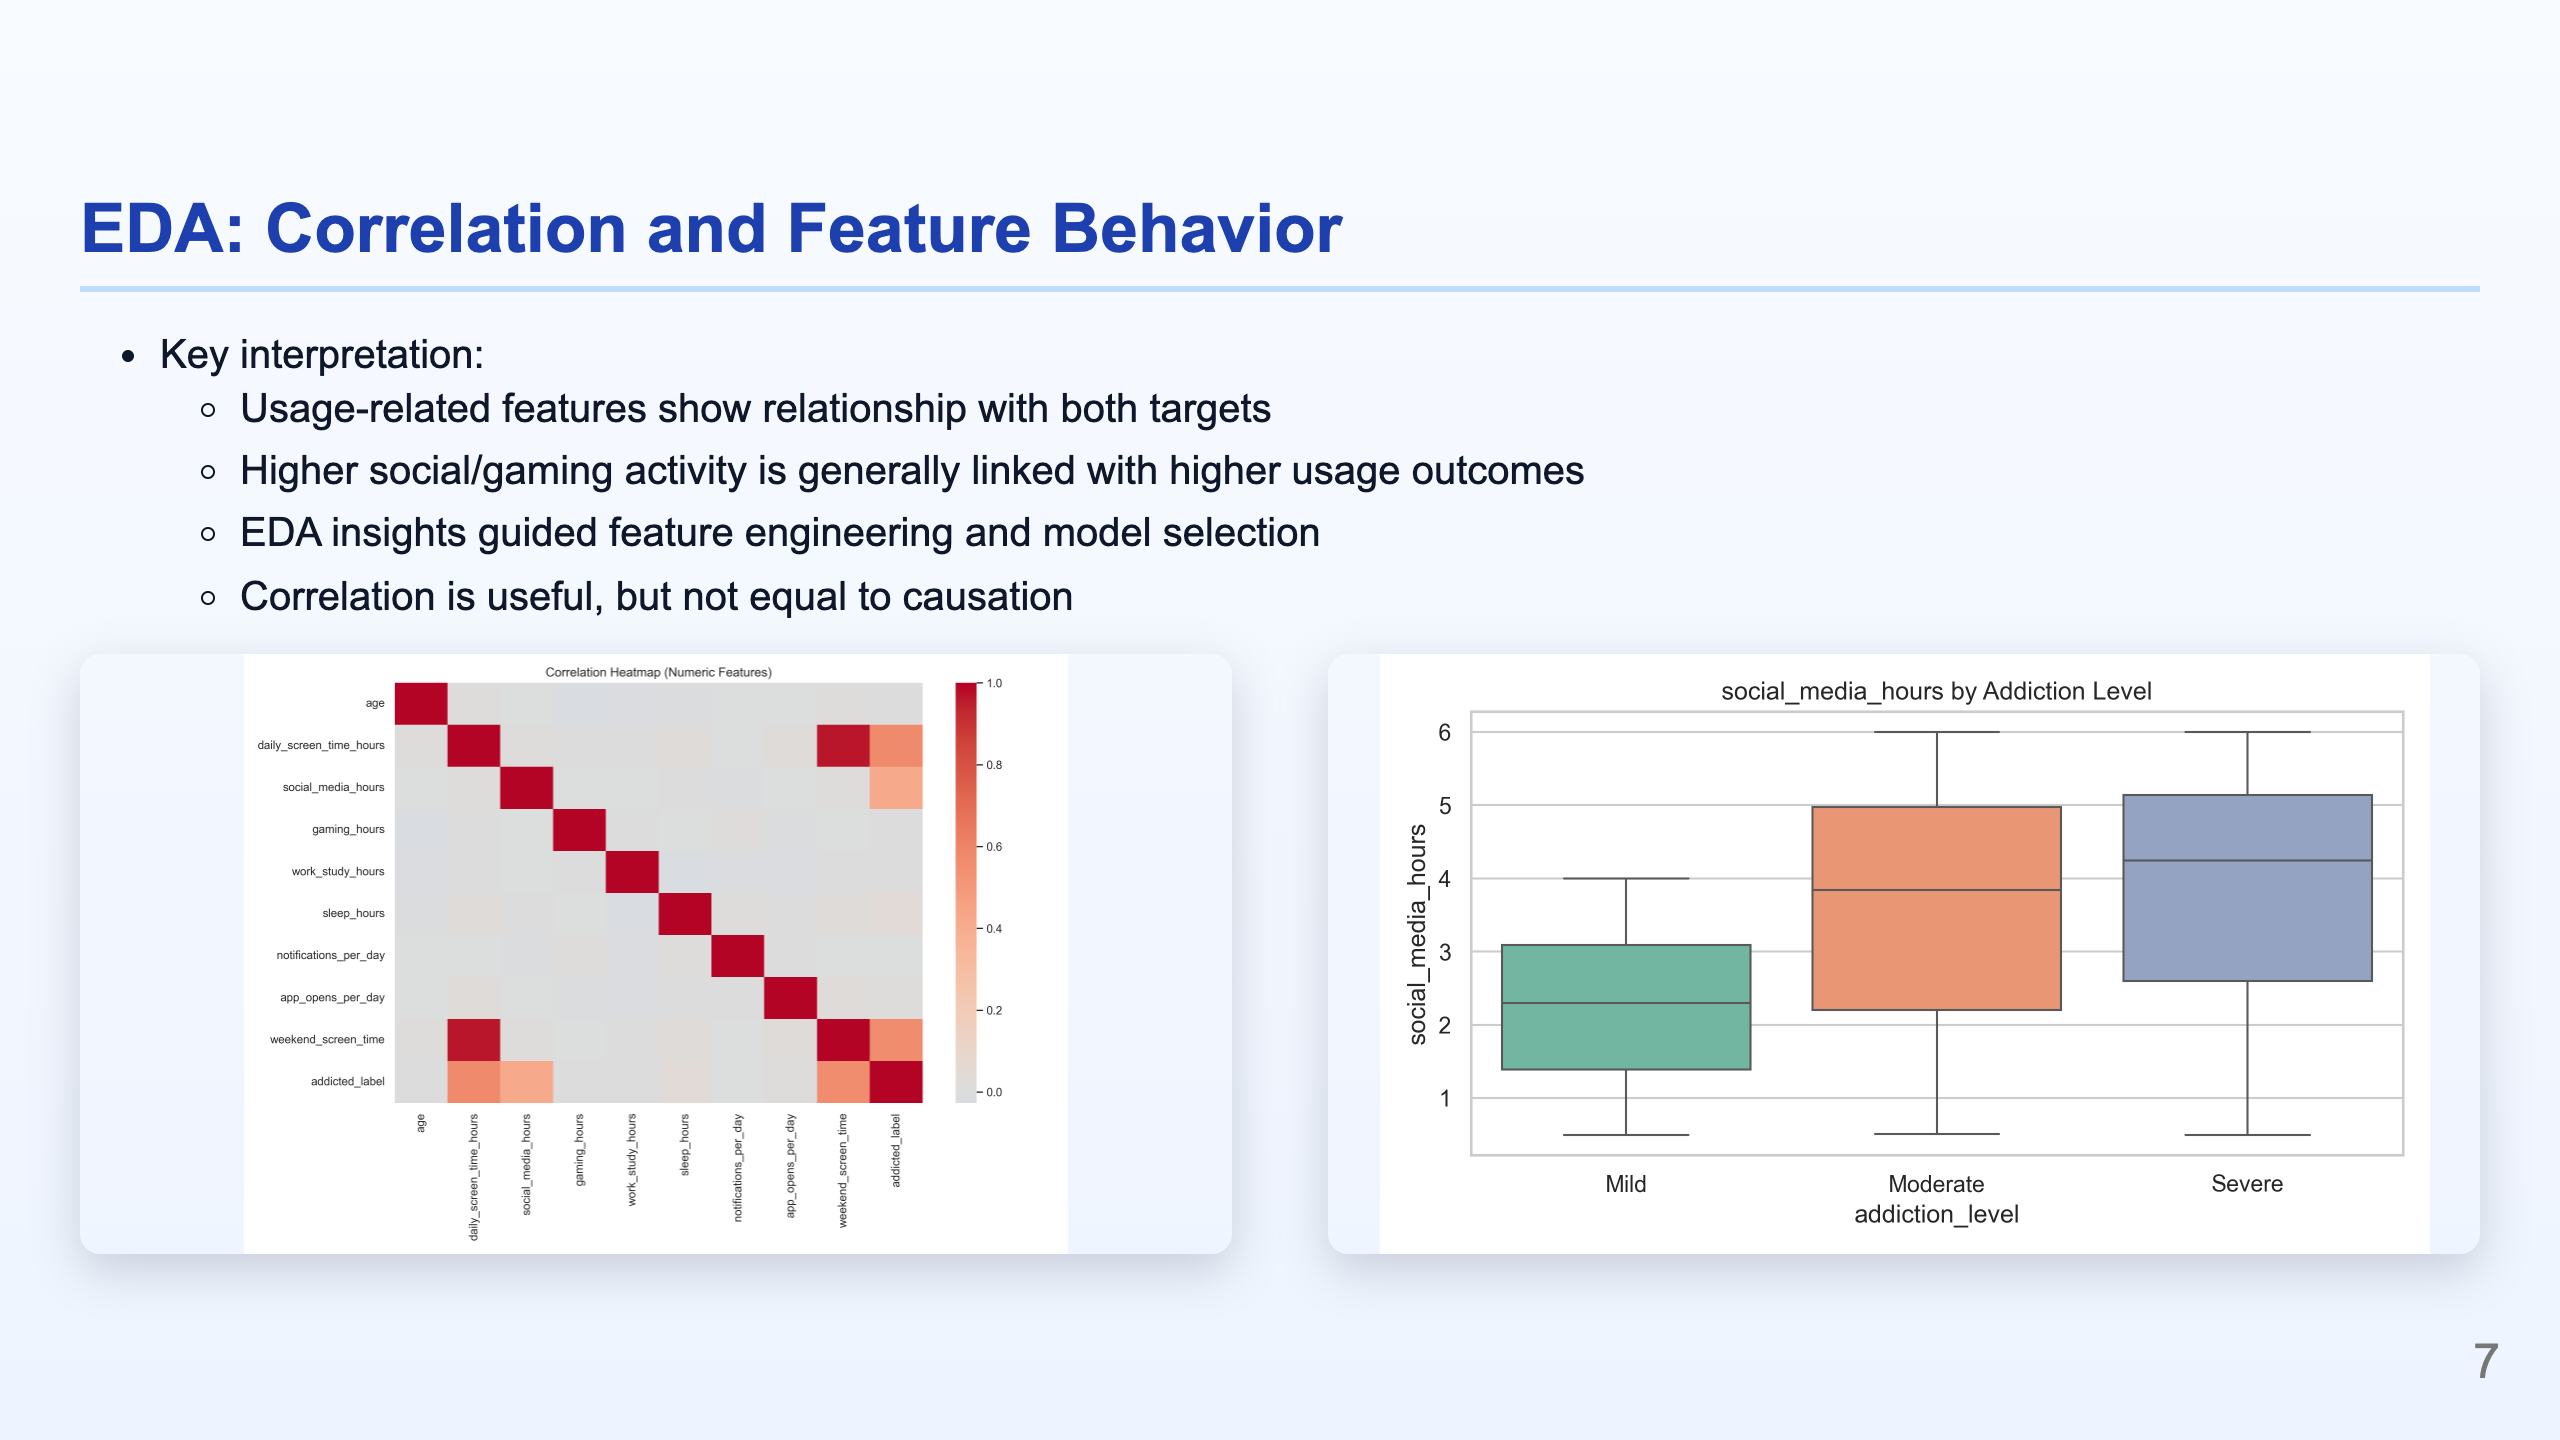 EDA: Correlation and Feature Behavior
Key interpretation:
Usage-related features show relationship with both targets
Higher social/gaming activity is generally linked with higher usage outcomes
EDA insights guided feature engineering and model selection
Correlation is useful, but not equal to causation
Correlation Heatmap (Numeric Features)
age
daily_screen_time_hours
social_media_hours
gaming_hours
work_study_hours
sleep_hours
notifications_per_day
app_opens_per_day
weekend_screen_time
addicted_label
age
daily_screen_time_hours
social_media_hours
gaming_hours
work_study_hours
sleep_hours
notifications_per_day
app_opens_per_day
weekend_screen_time
addicted_label
1.0
0.8
0.6
0.4
0.2
0.0
social_media_hours by Addiction Level
social_media_hours
6
5
4
3
2
1
Mild
Moderate
Severe
addiction_level
7